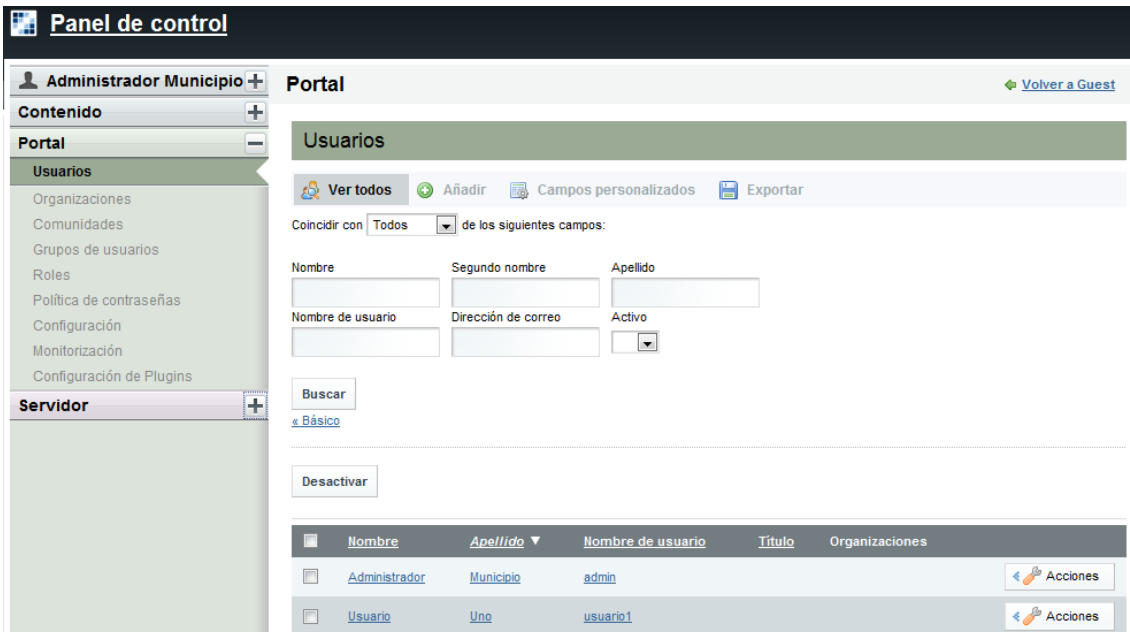 Panel de control
Administrador Municipio
Contenido
Portal
Usuarios
Organizaciones
Comunidades
Grupos de usuarios
Roles
Política de contraseñas
Configuración
Monitorización
Configuración de Plugins
Servidor
Portal
Volver a Guest
Usuarios
Ver todos Añadir Campos personalizados Exportar
Coincidir con Todos de los siguientes campos:
Nombre Segundo nombre Apellido
Nombre de usuario Dirección de correo Activo
Buscar
« Básico
Desactivar
Nombre Apellido ▼ Nombre de usuario Título Organizaciones
Administrador Municipio admin Acciones
Usuario Uno usuario1 Acciones